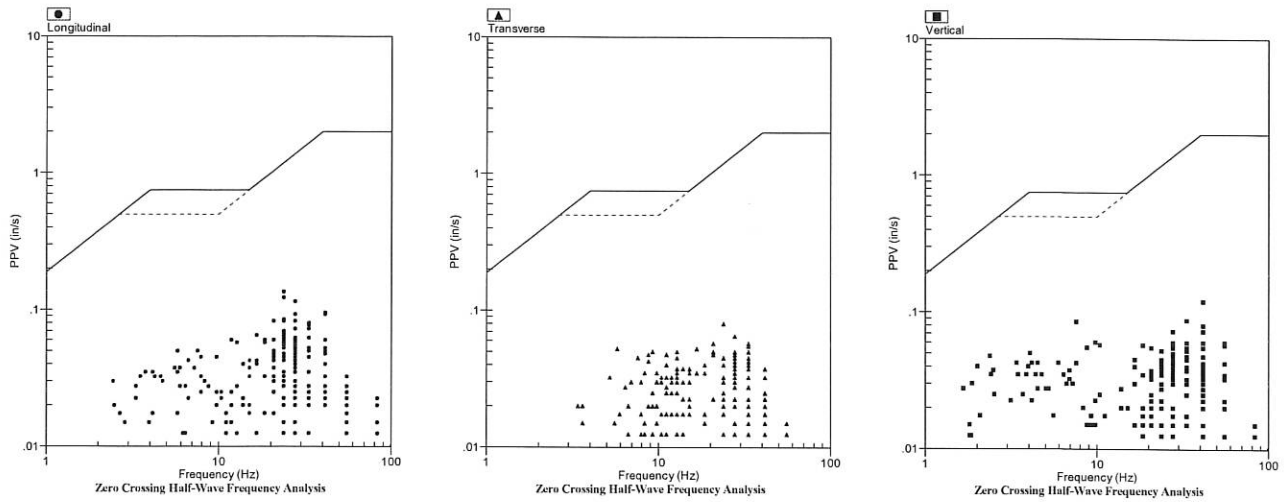 Longitudinal
10
1
.1
.01
PPV (in/s)
1
10
100
Frequency (Hz)
Zero Crossing Half-Wave Frequency Analysis
Transverse
10
1
.1
.01
PPV (in/s)
1
10
100
Frequency (Hz)
Zero Crossing Half-Wave Frequency Analysis
Vertical
10
1
.1
.01
PPV (in/s)
1
10
100
Frequency (Hz)
Zero Crossing Half-Wave Frequency Analysis